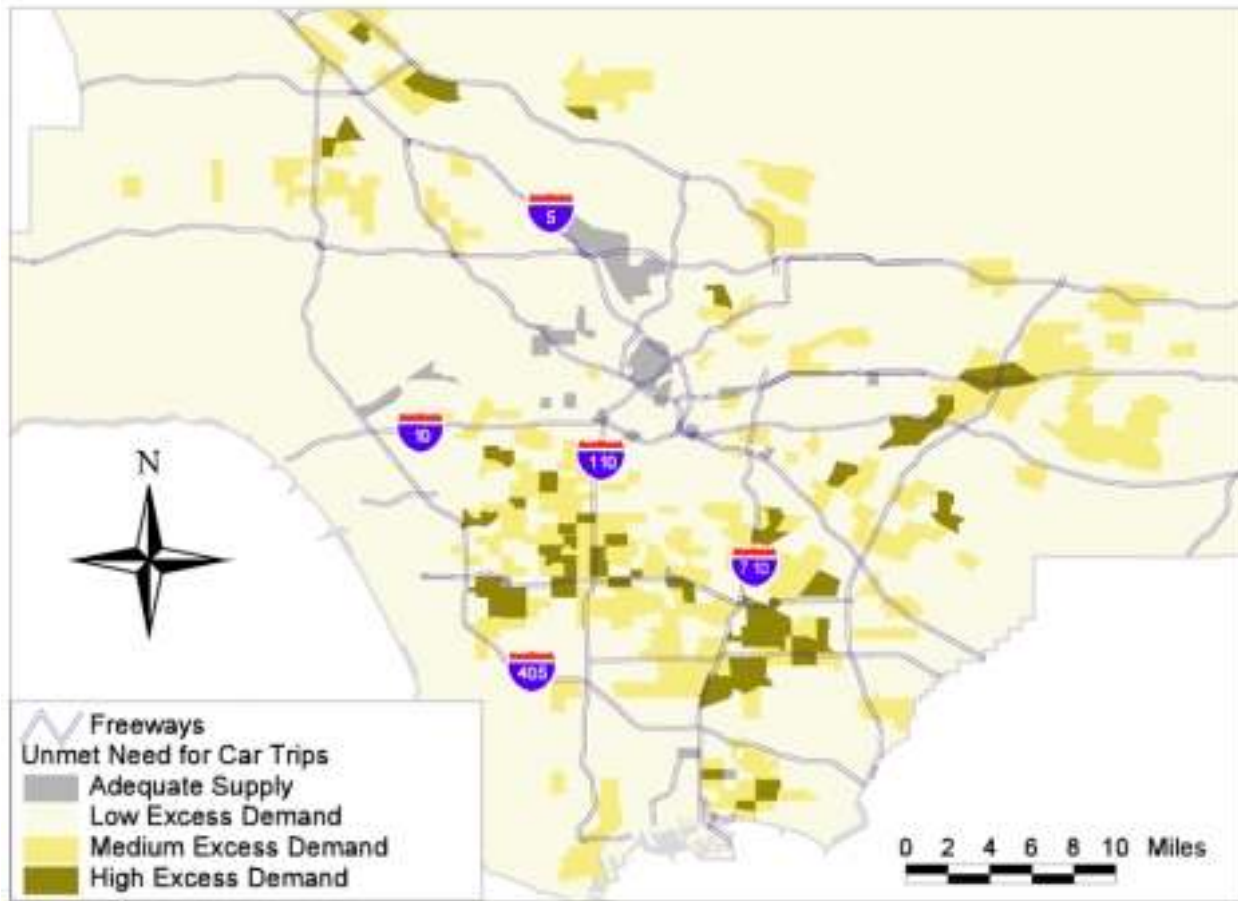 5
10
110
N
710
405
Freeways
Unmet Need for Car Trips
Adequate Supply
Low Excess Demand
Medium Excess Demand
High Excess Demand
0 2 4 6 8 10 Miles